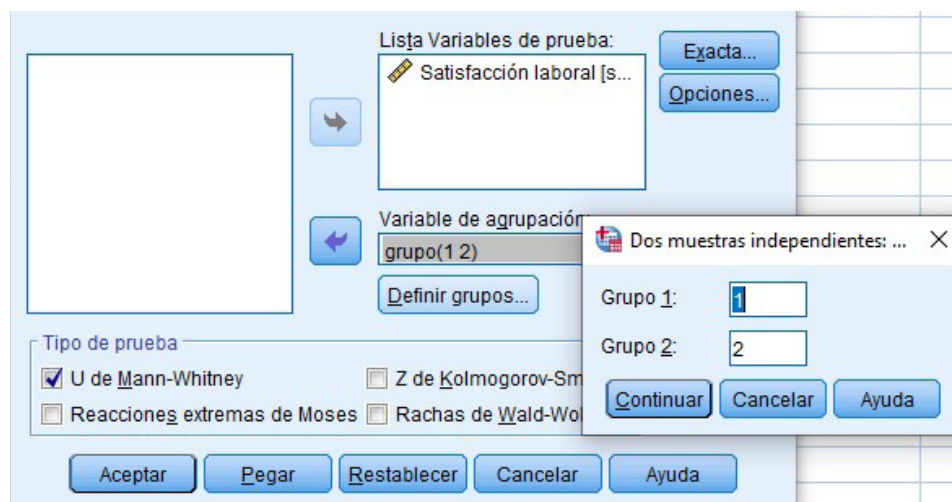 Lista Variables de prueba:
Satisfacción laboral [s...
Exacta...
Opciones...
Variable de agrupación:
grupo(1 2)
Definir grupos...
Dos muestras independientes: ...
Grupo 1:
1
Grupo 2:
2
Continuar
Cancelar
Ayuda
Tipo de prueba
U de Mann-Whitney
Z de Kolmogorov-Sm
Reacciones extremas de Moses
Rachas de Wald-Wo
Aceptar
Pegar
Restablecer
Cancelar
Ayuda